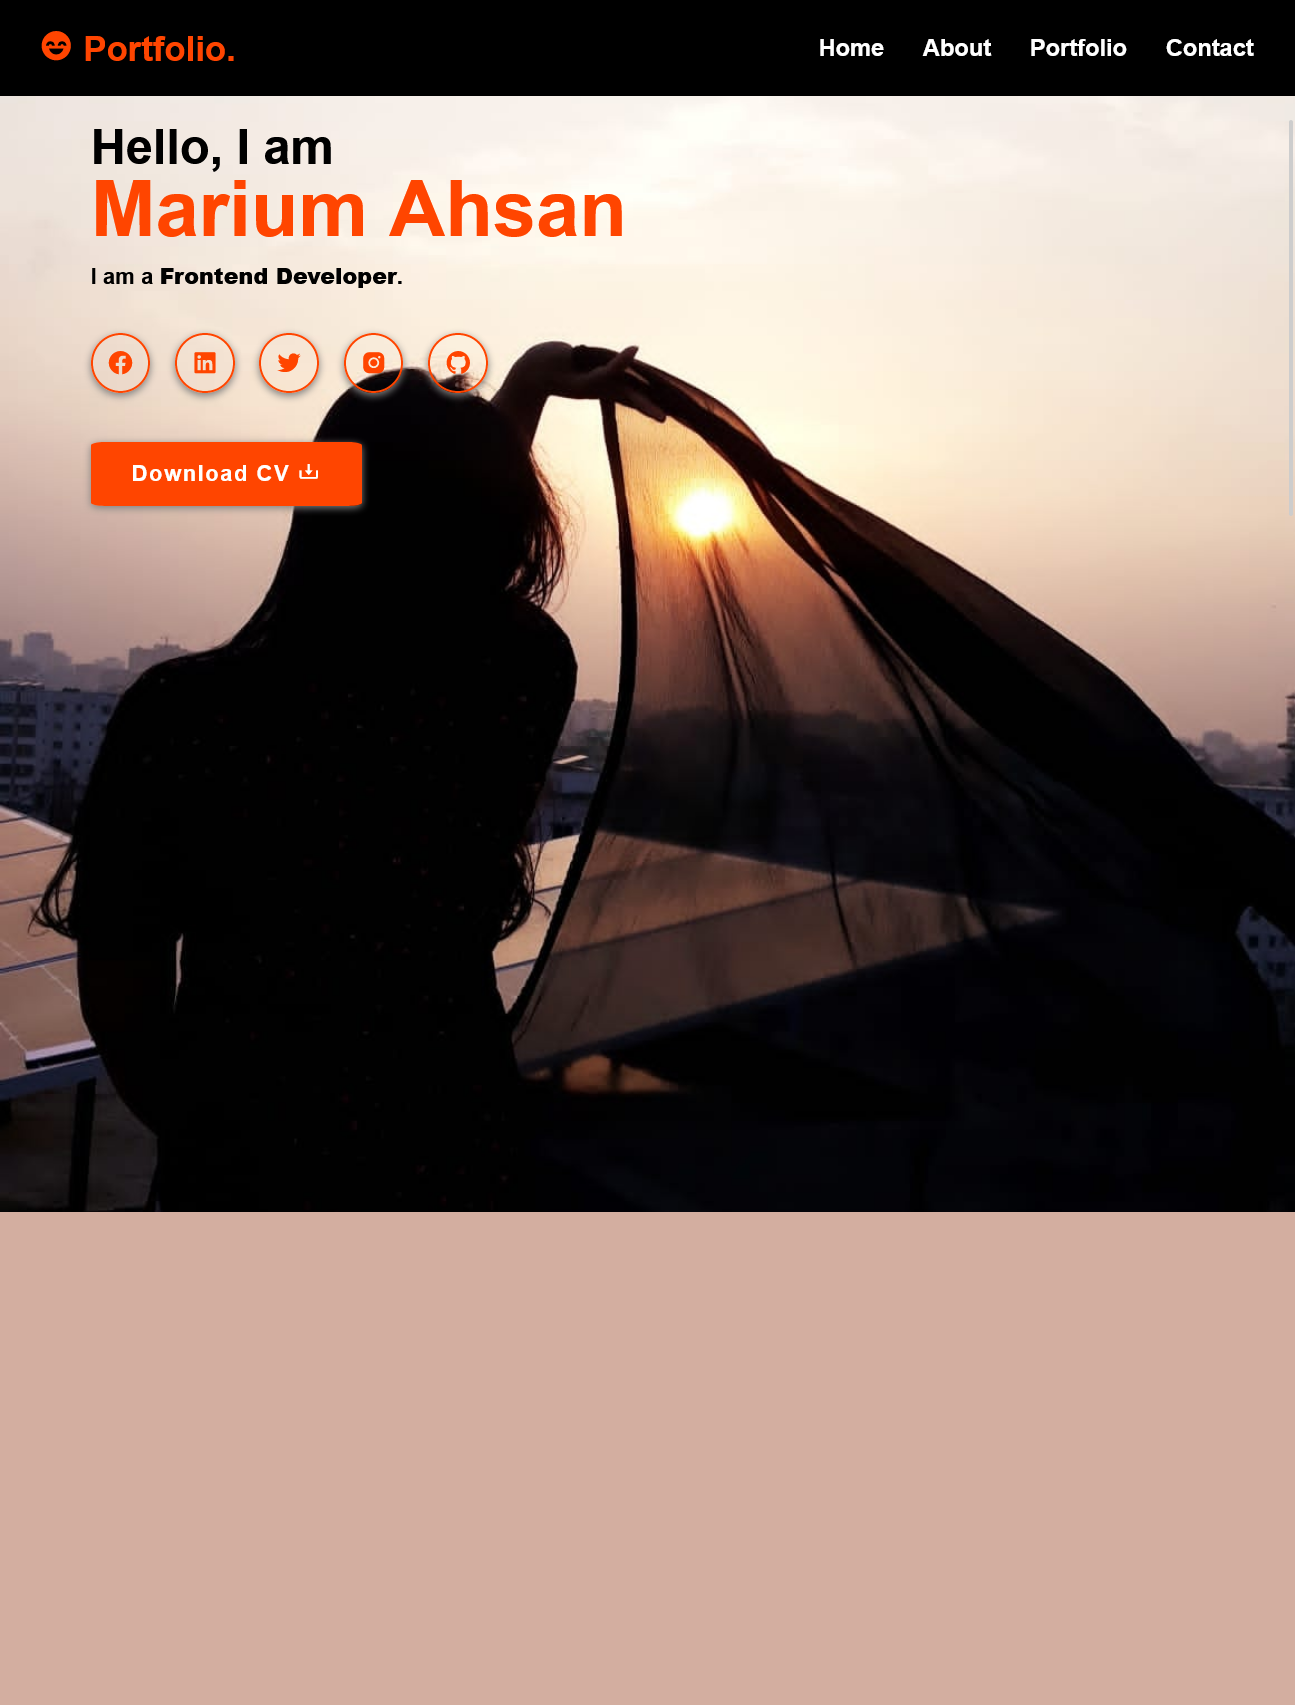 Portfolio.
Home About Portfolio Contact
Hello, I am
Marium Ahsan
I am a Frontend Developer.
Download CV